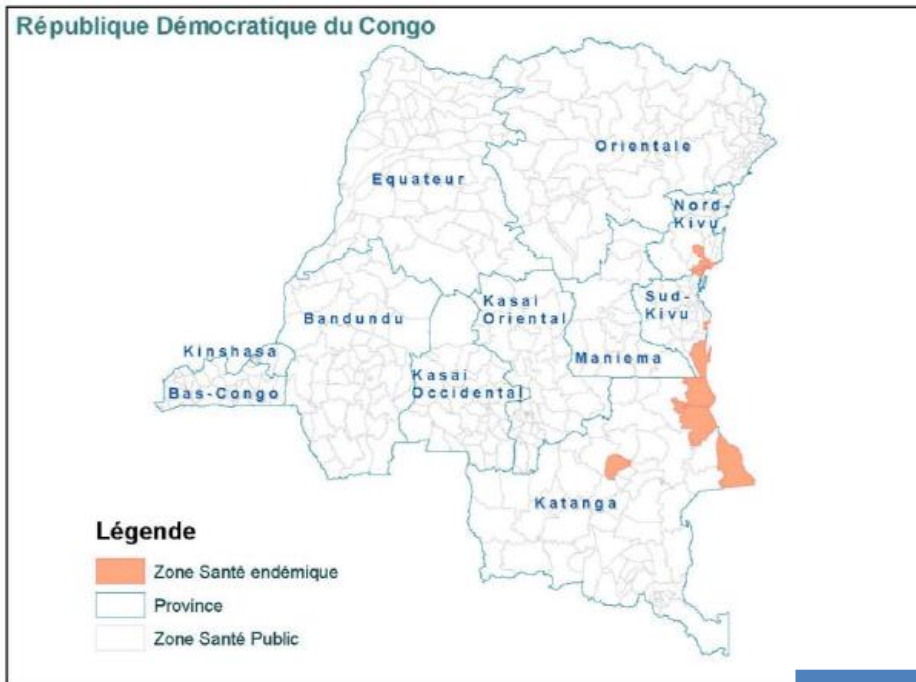 République Démocratique du Congo
Orientale
Equateur
Nord-
Kivu
Kasai
Oriental
Sud-
Kivu
Bandundu
Kinshasa
Maniema
Kasai
Occidental
Bas-Congo
Katanga
Légende
Zone Santé endémique
Province
Zone Santé Public